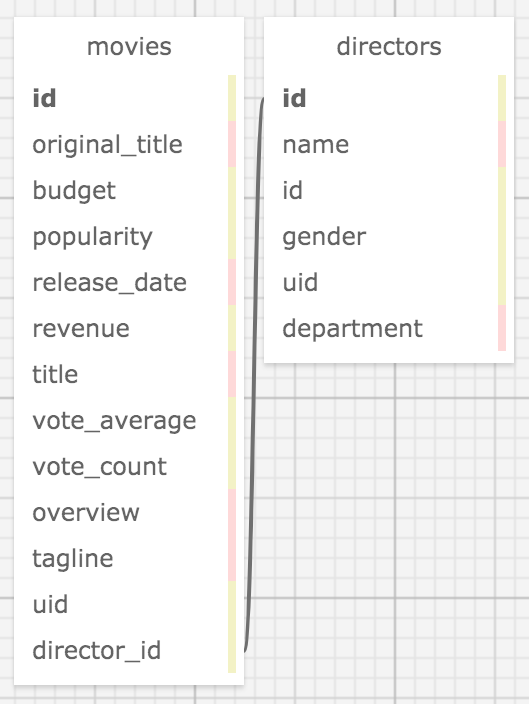 movies
id
original_title
budget
popularity
release_date
revenue
title
vote_average
vote_count
overview
tagline
uid
director_id
directors
id
name
id
gender
uid
department